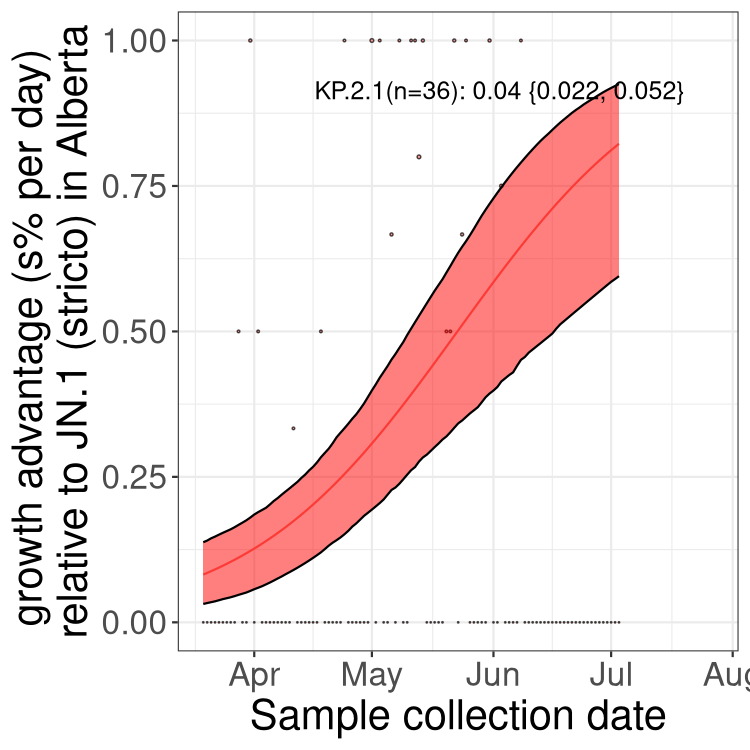 growth advantage (s% per day)
relative to JN.1 (stricto) in Alberta
1.00
0.75
0.50
0.25
0.00
KP.2.1(n=36): 0.04 {0.022, 0.052}
Apr May Jun Jul Aug
Sample collection date